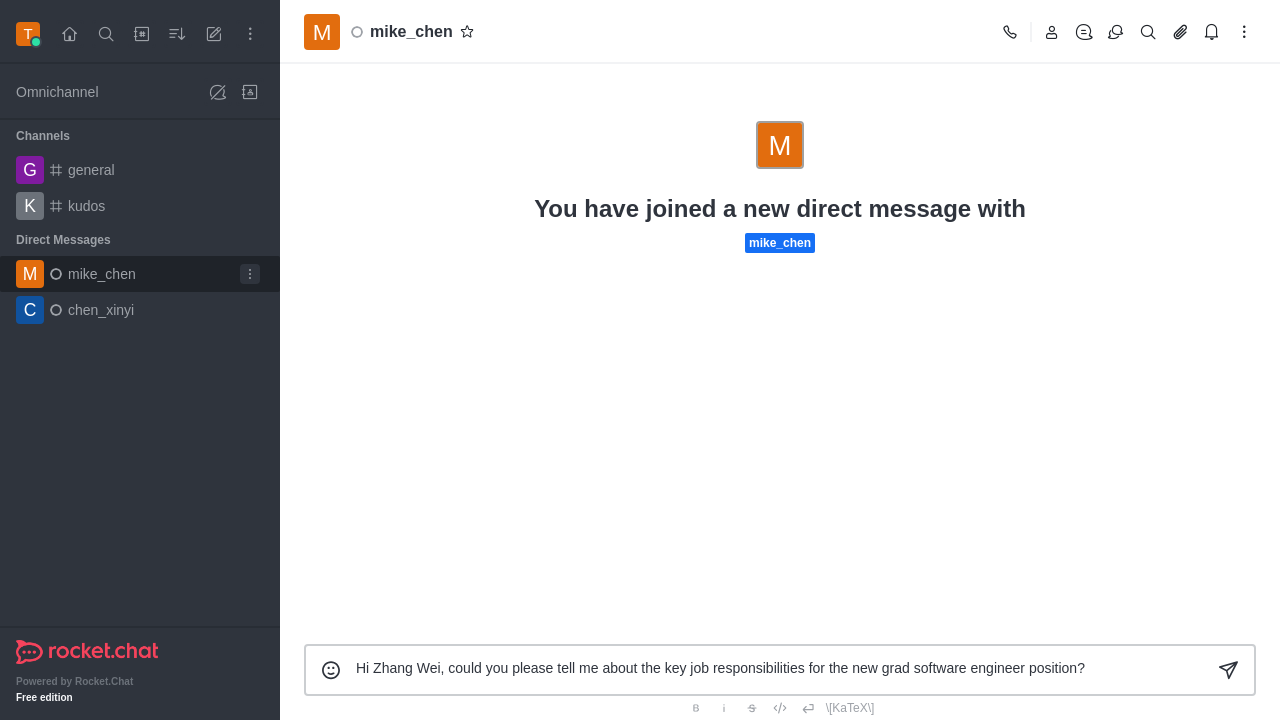 T
M mike_chen
Omnichannel
Channels
G general
K kudos
Direct Messages
M mike_chen
C chen_xinyi
M
You have joined a new direct message with
mike_chen
Hi Zhang Wei, could you please tell me about the key job responsibilities for the new grad software engineer position?
B i S \[KaTeX\]
rocket.chat
Powered by Rocket.Chat
Free edition